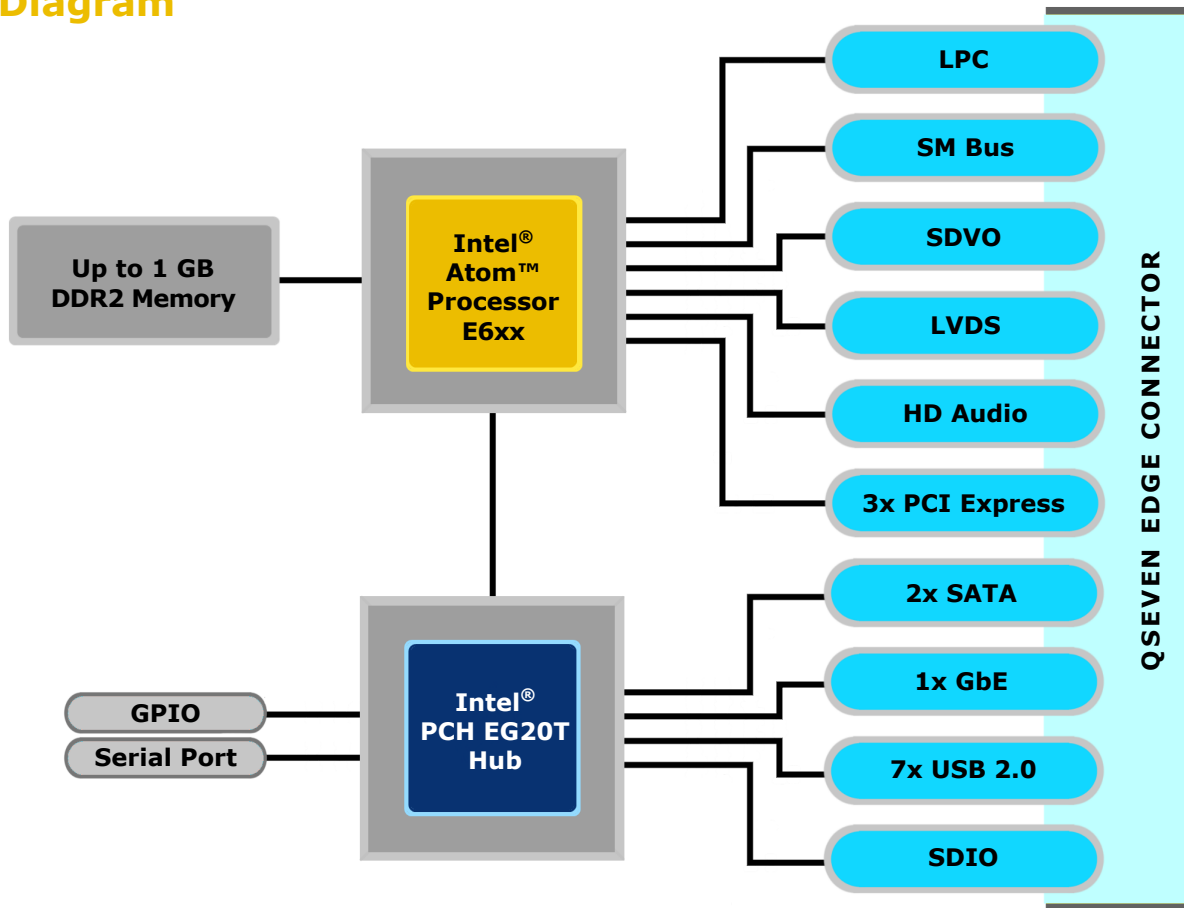 Diagram
LPC
SM Bus
SDVO
LVDS
HD Audio
3x PCI Express
2x SATA
1x GbE
7x USB 2.0
SDIO
QSEVEN EDGE CONNECTOR
Intel®
Atom™
Processor
E6xx
Up to 1 GB
DDR2 Memory
Intel®
PCH EG20T
Hub
GPIO
Serial Port